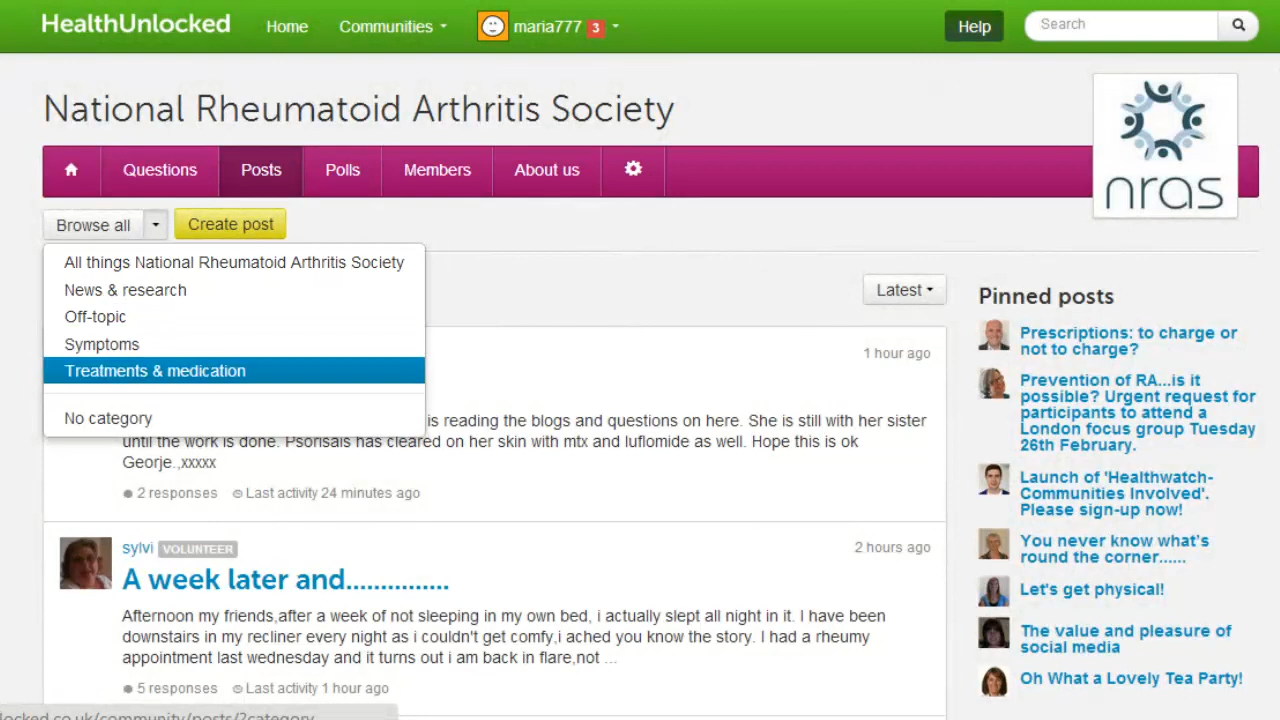 HealthUnlocked Home Communities maria777 3 Help Search
National Rheumatoid Arthritis Society
nras
Questions Posts Polls Members About us
Browse all Create post
All things National Rheumatoid Arthritis Society
News & research
Off-topic
Symptoms
Treatments & medication
No category
Latest
1 hour ago
is reading the blogs and questions on here. She is still with her sister
until the work is done. Psorisais has cleared on her skin with mtx and luflomide as well. Hope this is ok
Georje.,xxxxx
2 responses Last activity 24 minutes ago
sylvi VOLUNTEER 2 hours ago
A week later and...............
Afternoon my friends,after a week of not sleeping in my own bed, i actually slept all night in it. I have been
downstairs in my recliner every night as i couldn't get comfy,i ached you know the story. I had a rheumy
appointment last wednesday and it turns out i am back in flare,not ...
5 responses Last activity 1 hour ago
Pinned posts
Prescriptions: to charge or
not to charge?
Prevention of RA...is it
possible? Urgent request for
participants to attend a
London focus group Tuesday
26th February.
Launch of 'Healthwatch-
Communities Involved'.
Please sign-up now!
You never know what's
round the corner......
Let's get physical!
The value and pleasure of
social media
Oh What a Lovely Tea Party!
locked.co.uk/community/posts/?category